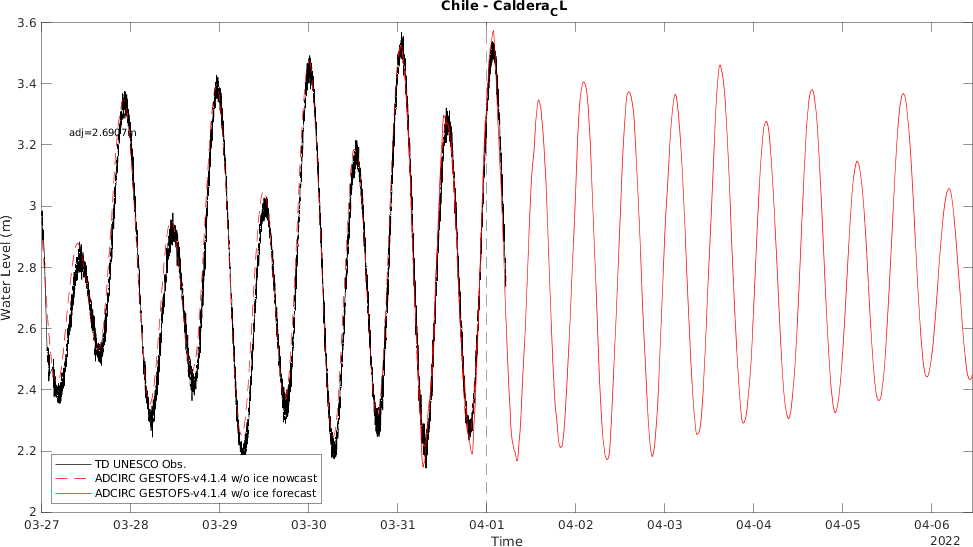 Chile - Caldera_CL
3.6
3.4
3.2
3
2.8
2.6
2.4
2.2
2
Water Level (m)
adj=2.6907m
TD UNESCO Obs.
ADCIRC GESTOFS-v4.1.4 w/o ice nowcast
ADCIRC GESTOFS-v4.1.4 w/o ice forecast
03-27 03-28 03-29 03-30 03-31 04-01 04-02 04-03 04-04 04-05 04-06
Time
2022